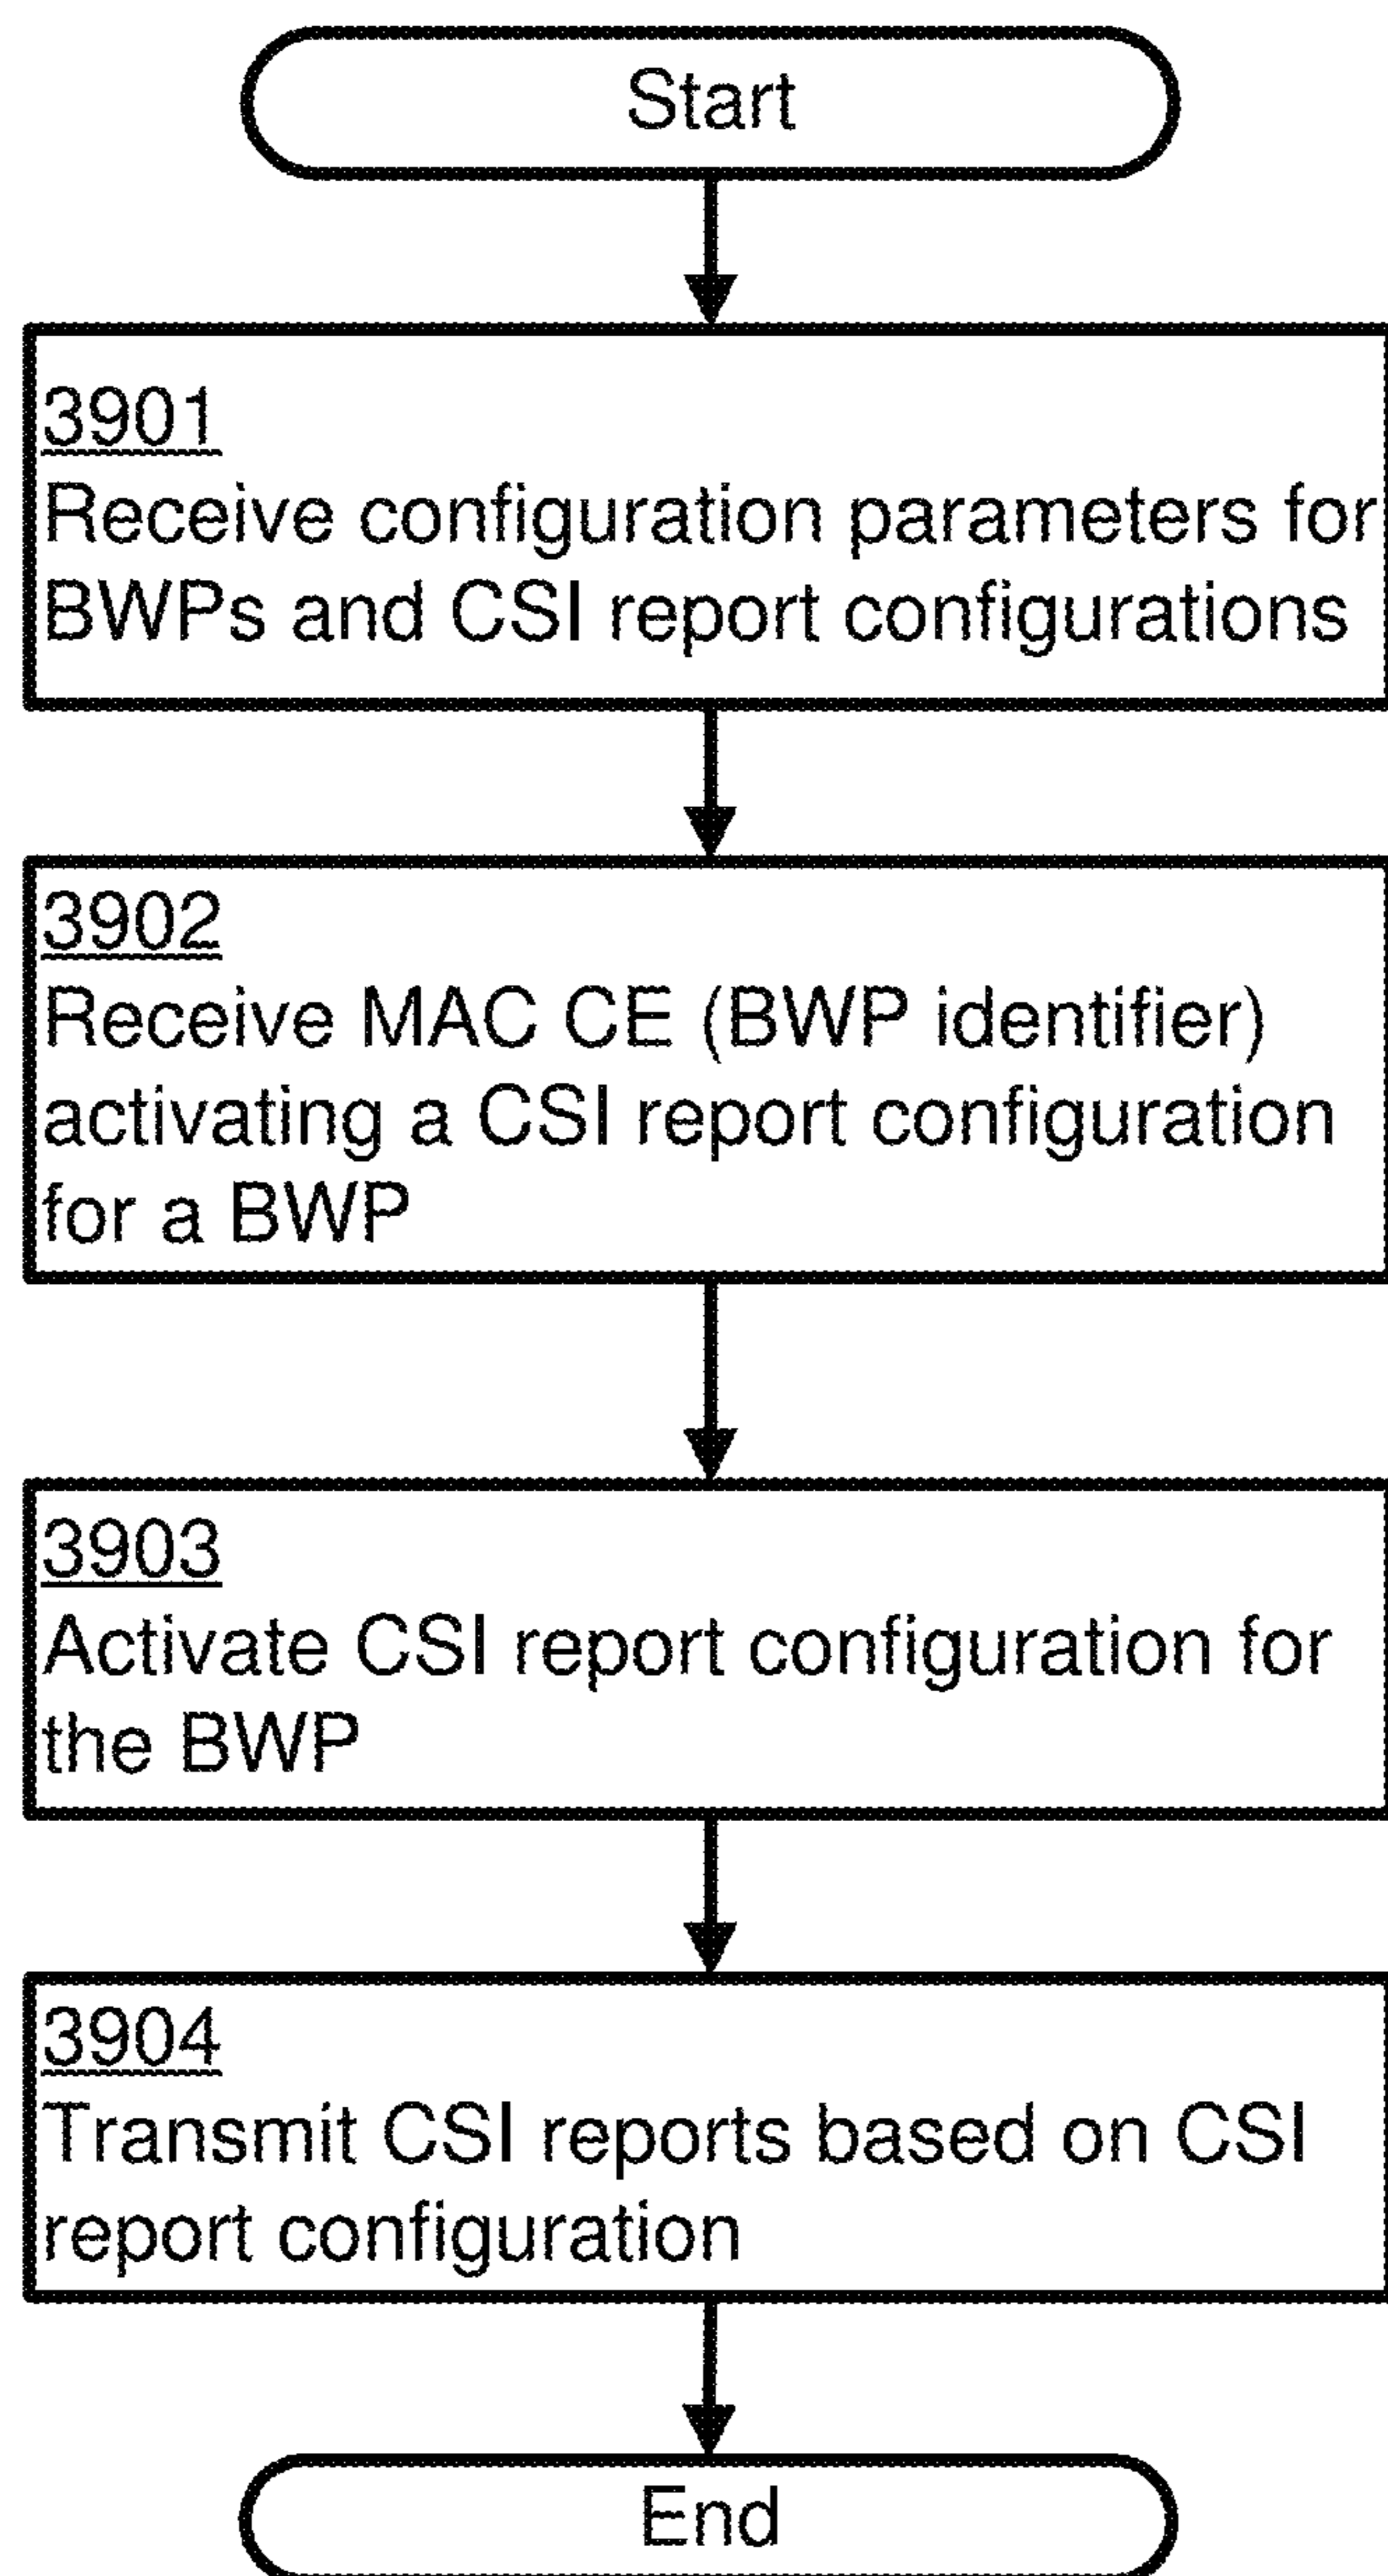 Start
3901
Receive configuration parameters for
BWPs and CSI report configurations
3902
Receive MAC CE (BWP identifier)
activating a CSI report configuration
for a BWP
3903
Activate CSI report configuration for
the BWP
3904
Transmit CSI reports based on CSI
report configuration
End